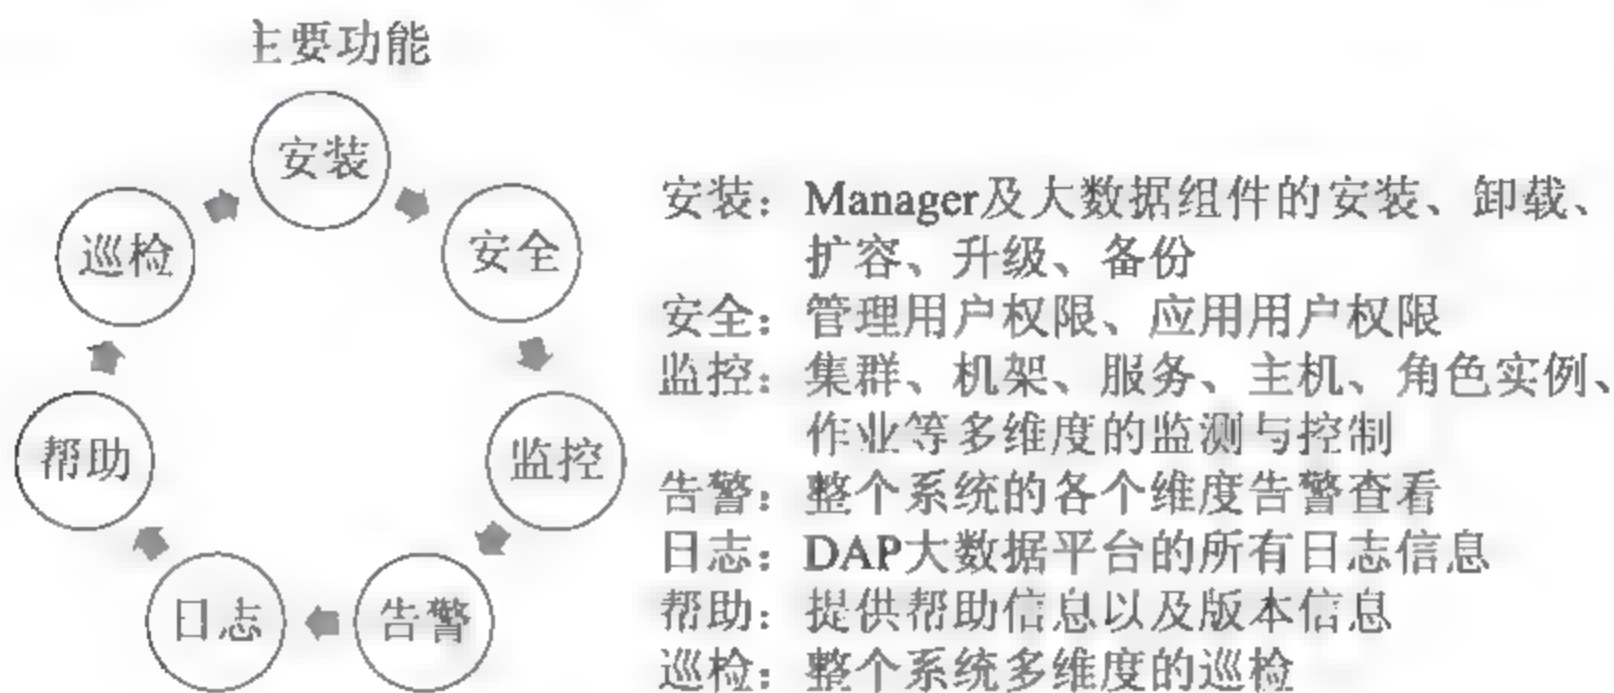 主要功能
安装
安全
监控
告警
日志
帮助
巡检
安装：Manager及大数据组件的安装、卸载、
扩容、升级、备份
安全：管理用户权限、应用用户权限
监控：集群、机架、服务、主机、角色实例、
作业等多维度的监测与控制
告警：整个系统的各个维度告警查看
日志：DAP大数据平台的所有日志信息
帮助：提供帮助信息以及版本信息
巡检：整个系统多维度的巡检